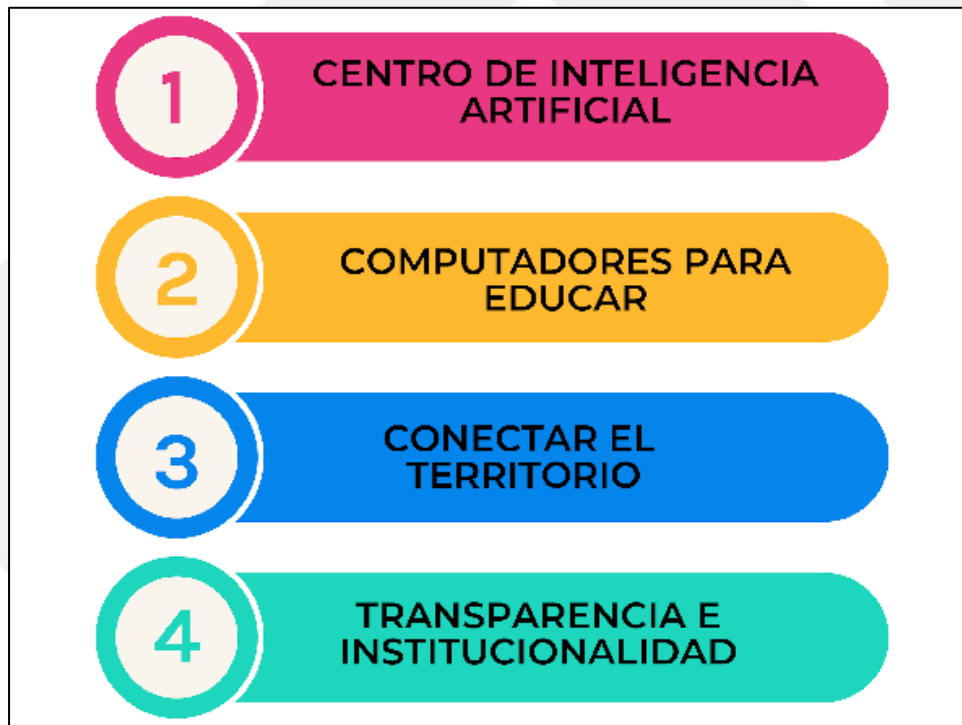 1
CENTRO DE INTELIGENCIA
ARTIFICIAL
2
COMPUTADORES PARA
EDUCAR
3
CONECTAR EL
TERRITORIO
4
TRANSPARENCIA E
INSTITUCIONALIDAD